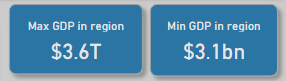 Max GDP in region
$3.6T
Min GDP in region
$3.1bn